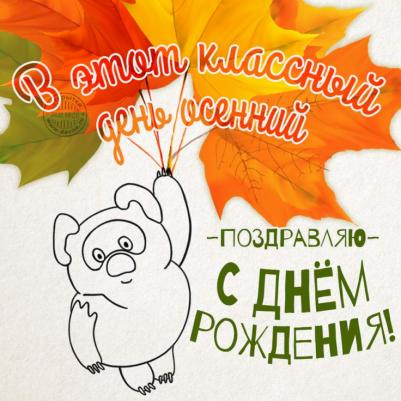 В этот классный
день осенний
-ПОЗДРАВЛЯЮ-
С ДНЁМ
РОЖДЕНИЯ!